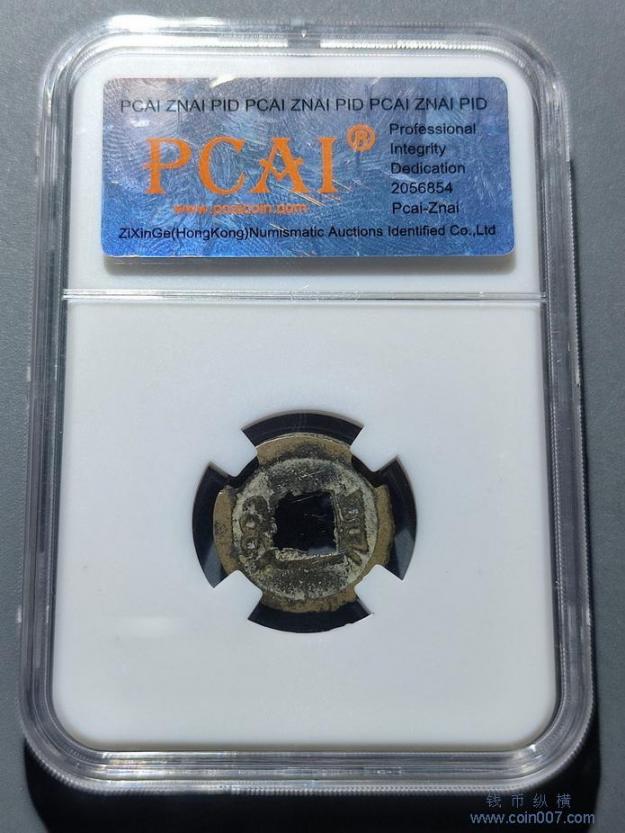 PCAI ZNAI PID PCAI ZNAI PID PCAI ZNAI PID
PCAI®
Professional
Integrity
Dedication
2056854
Pcai-Znai
www.pcaicoin.com
ZiXinGe(HongKong)Numismatic Auctions Identified Co.,Ltd
钱币纵横
www.coin007.com